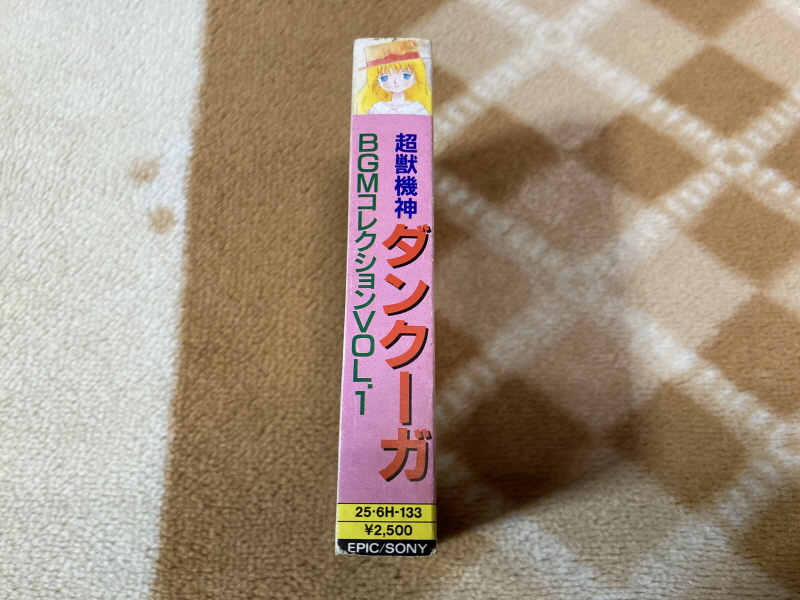 超獣機神
ダンクーガ
BGMコレクションVOL.1
25·6H-133
¥2,500
EPIC/SONY